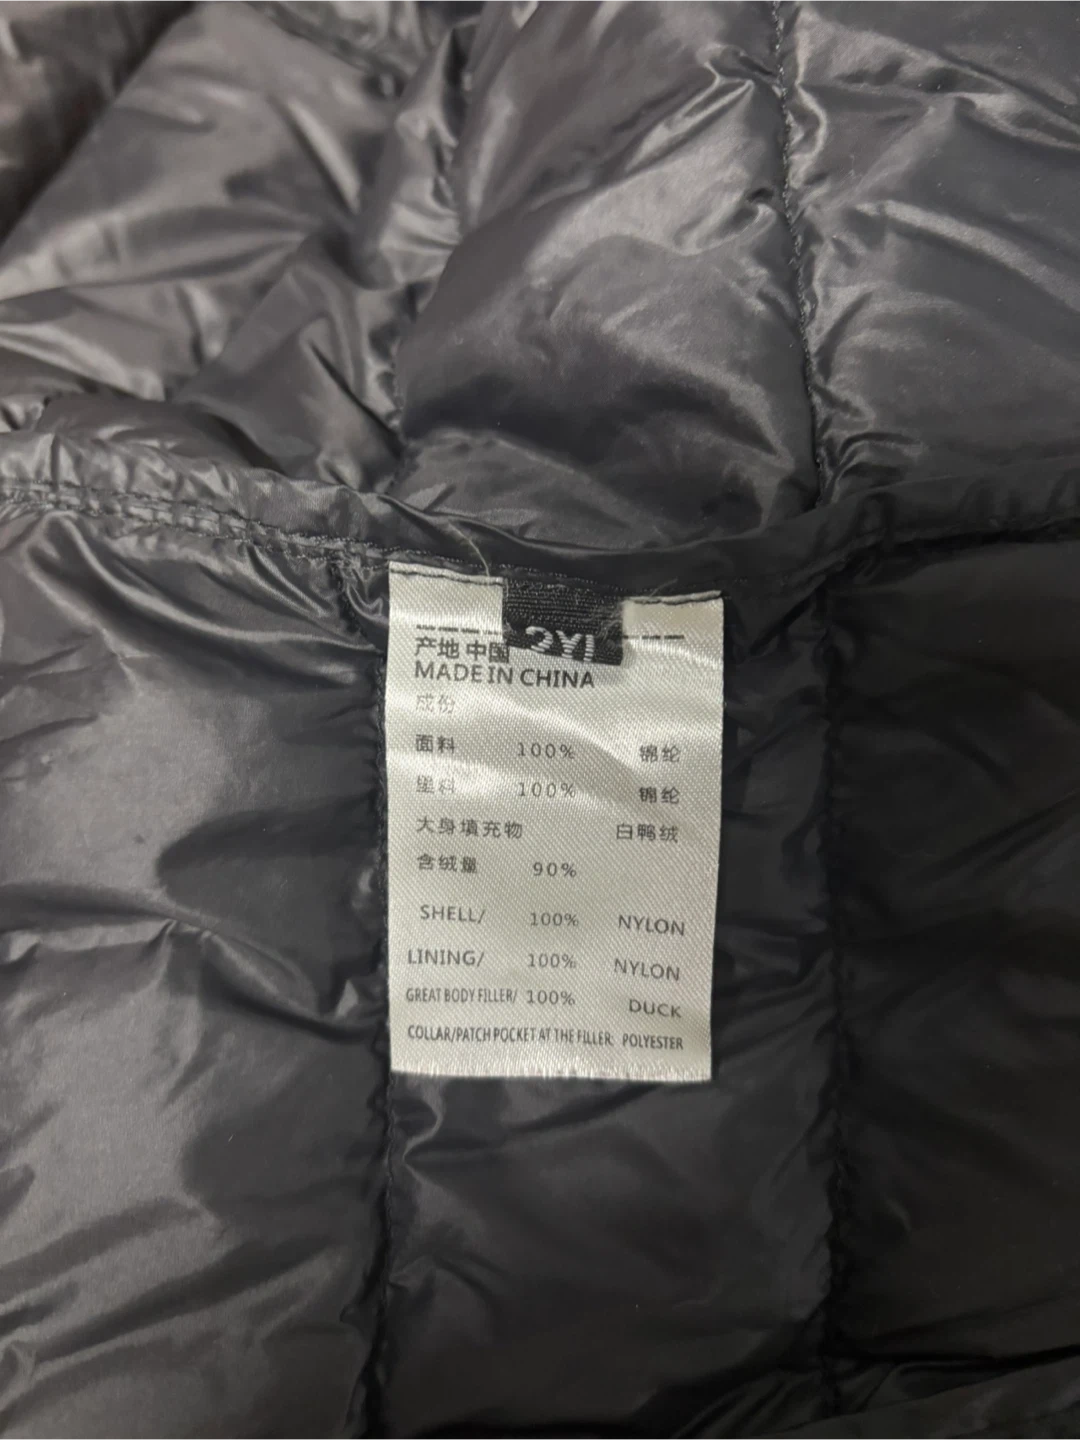 3XL
产地 中国
MADE IN CHINA
成份
面料 100% 锦纶
里料 100% 锦纶
大身填充物 白鸭绒
含绒量 90%
SHELL/ 100% NYLON
LINING/ 100% NYLON
GREAT BODY FILLER/ 100% DUCK
COLLAR/PATCH POCKET AT THE FILLER: POLYESTER